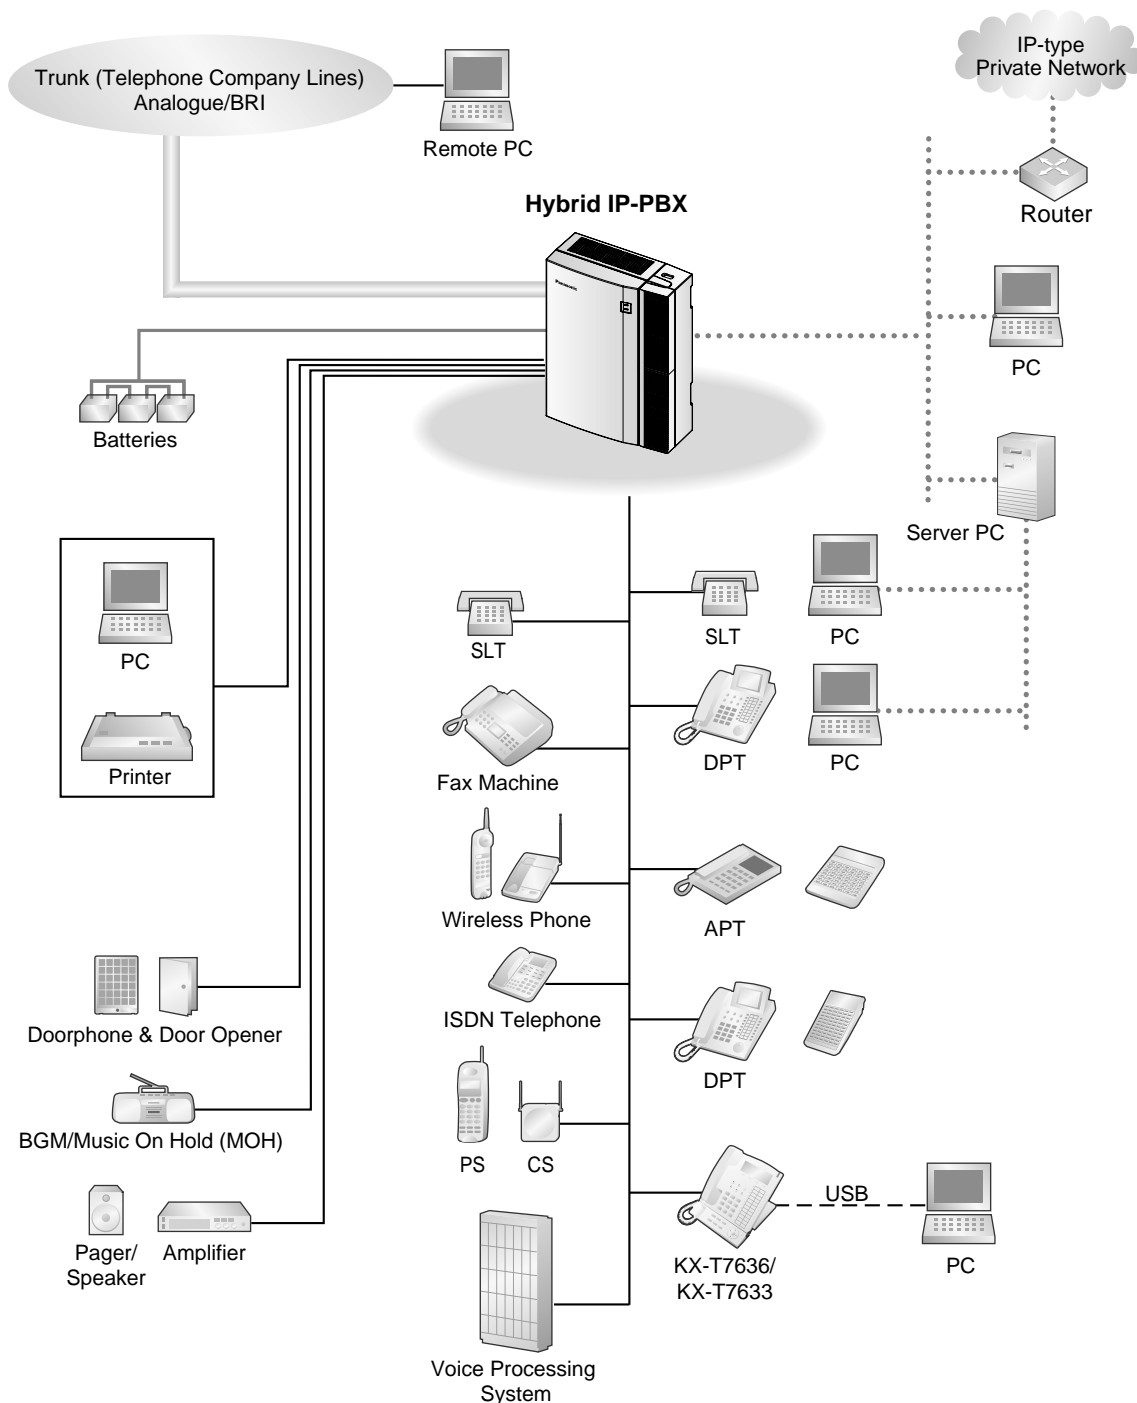 Trunk (Telephone Company Lines)
Analogue/BRI
Remote PC
IP-type
Private Network
Router
Hybrid IP-PBX
Panasonic
PC
Batteries
Server PC
PC
Printer
SLT
SLT
PC
Fax Machine
DPT
PC
Wireless Phone
APT
Doorphone & Door Opener
ISDN Telephone
DPT
BGM/Music On Hold (MOH)
PS
CS
Pager/
Speaker
Amplifier
KX-T7636/
KX-T7633
USB
PC
Voice Processing
System